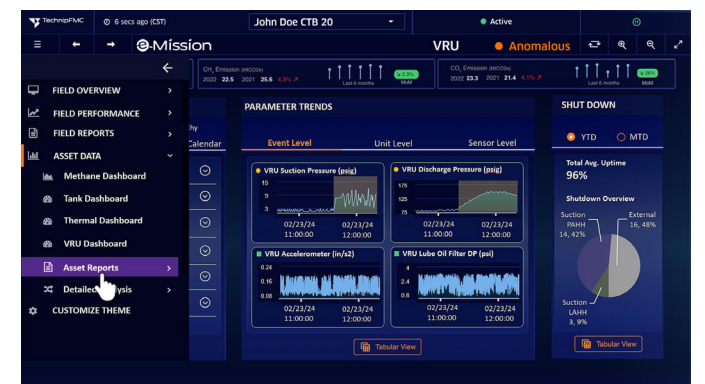 TechnipFMC
6 secs ago (CST)
John Doe CTB 20
Active
e-Mission
VRU
Anomalous
CH, Emission (MCO2e)
2022 22.5 2021 25.6 4.3%
Last 6 months
MoM
CO, Emission (MCO2e)
2022 23.3 2021 21.4 4.1%
Last 6 months
MoM
FIELD OVERVIEW
FIELD PERFORMANCE
FIELD REPORTS
ASSET DATA
Methane Dashboard
Tank Dashboard
Thermal Dashboard
VRU Dashboard
Asset Reports
Detailed
CUSTOMIZE THEME
hy
Calendar
PARAMETER TRENDS
Event Level
Unit Level
Sensor Level
VRU Suction Pressure (psig)
15
9
3
02/23/24 02/23/24
11:00:00 12:00:00
VRU Discharge Pressure (psig)
175
125
75
02/23/24 02/23/24
11:00:00 12:00:00
VRU Accelerometer (in/s2)
0.24
0.16
0.08
02/23/24 02/23/24
11:00:00 12:00:00
VRU Lube Oil Filter DP (psi)
4
2.4
0.8
02/23/24 02/23/24
11:00:00 12:00:00
Tabular View
SHUT DOWN
YTD MTD
Total Avg. Uptime
96%
Shutdown Overview
Suction
PAHH
14, 42%
External
16, 48%
Suction
LAHH
3, 9%
Tabular View